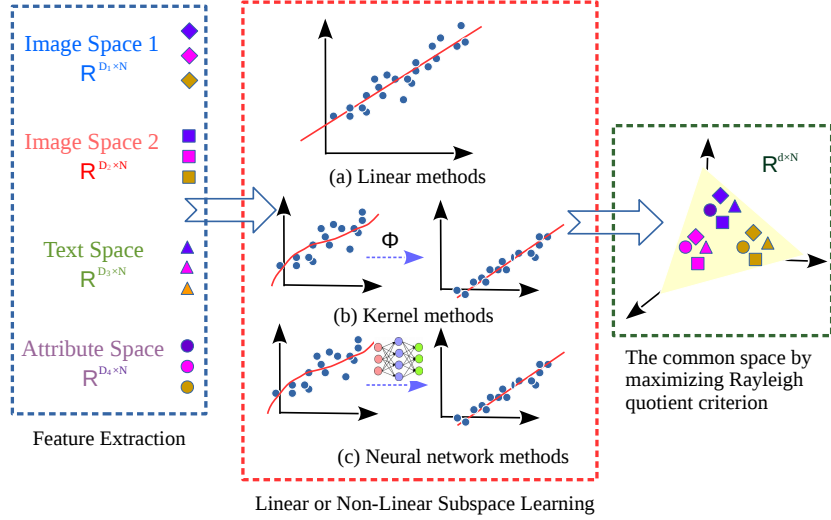 Image Space 1
R^{D₁×N}
Image Space 2
R^{D₂×N}
Text Space
R^{D₃×N}
Attribute Space
R^{D₄×N}
Feature Extraction
(a) Linear methods
Φ
(b) Kernel methods
(c) Neural network methods
Linear or Non-Linear Subspace Learning
R^{d×N}
The common space by
maximizing Rayleigh
quotient criterion